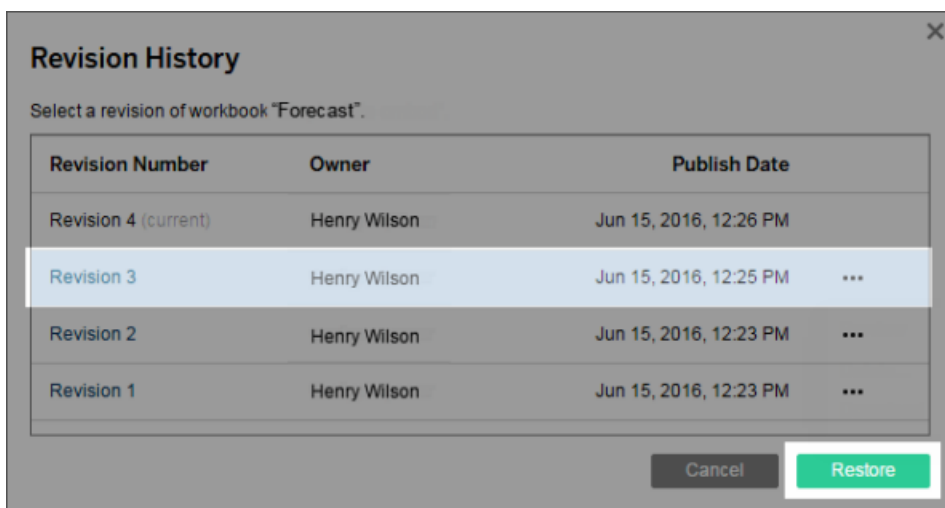 Revision History
Select a revision of workbook “Forecast”.
Revision Number Owner Publish Date
Revision 4 (current) Henry Wilson Jun 15, 2016, 12:26 PM
Revision 3 Henry Wilson Jun 15, 2016, 12:25 PM ...
Revision 2 Henry Wilson Jun 15, 2016, 12:23 PM ...
Revision 1 Henry Wilson Jun 15, 2016, 12:23 PM ...
Cancel Restore